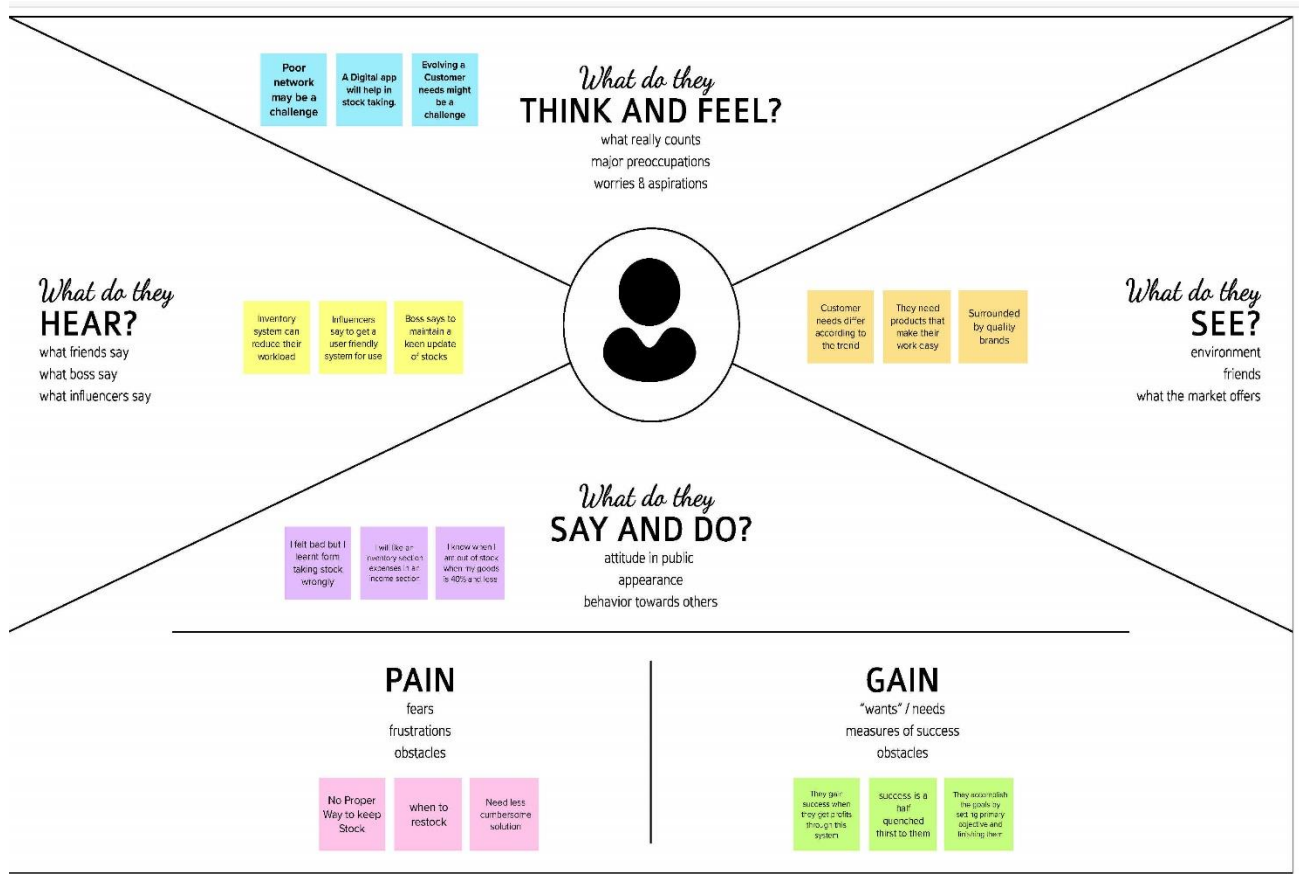 Poor
network
may be a
challenge
A Digital app
will help in
stock taking.
Evolving a
Customer
needs might
be a
challenge
What do they
THINK AND FEEL?
what really counts
major preoccupations
worries & aspirations
What do they
HEAR?
what friends say
what boss say
what influencers say
Inventory
system can
reduce their
workload
Influencers
say to get a
user friendly
system for use
Boss says to
maintain a
keen update
of stocks
Customer
needs differ
according to
the trend
They need
products that
make their
work easy
Surrounded
by quality
brands
What do they
SEE?
environment
friends
what the market offers
What do they
SAY AND DO?
attitude in public
appearance
behavior towards others
I felt bad but I
learnt form
taking stock
wrongly
I will like an
inventory section
expenses in an
income section
I know when I
am out of stock
when my goods
is 40% and less
PAIN
fears
frustrations
obstacles
No Proper
Way to keep
Stock
when to
restock
Need less
cumbersome
solution
GAIN
"wants" / needs
measures of success
obstacles
They gain
success when
they get profits
through this
system
success is a
half
quenched
thirst to them
They accomplish
the goals by
setting primary
objective and
finishing them